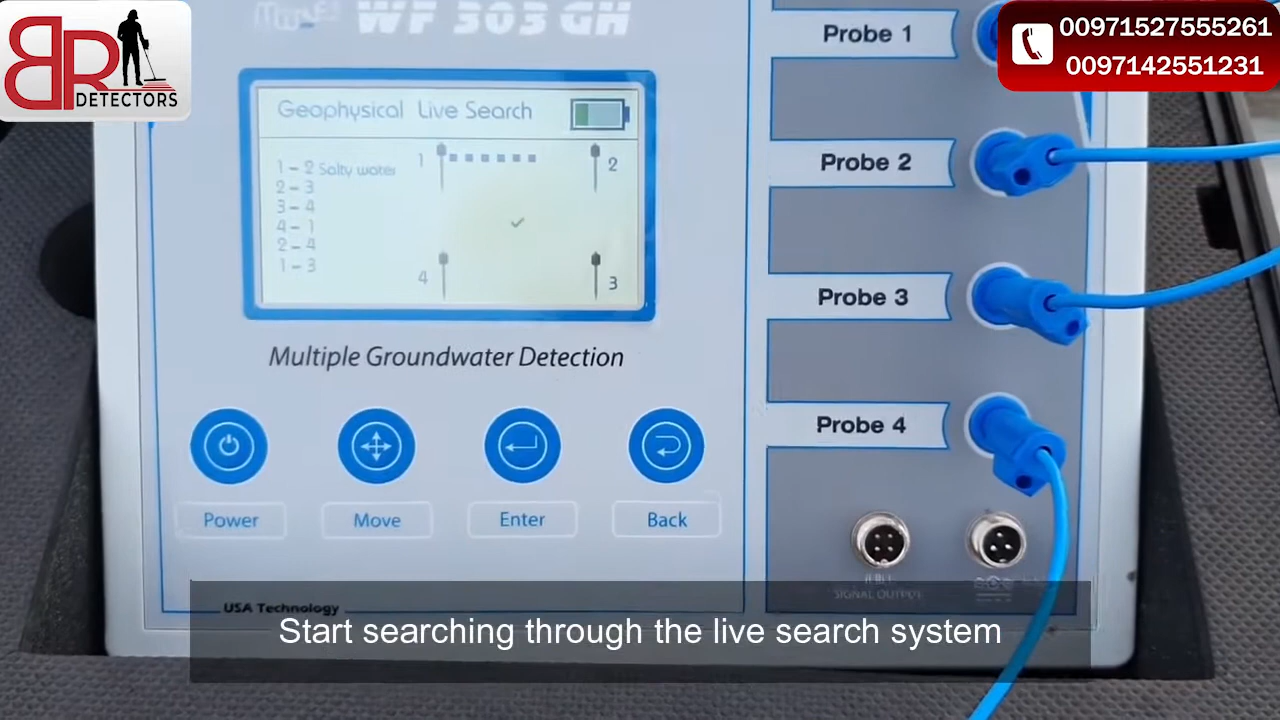 BR
DETECTORS
WF 303 GH
00971527555261
0097142551231
Geophysical Live Search
1 – 2 Salty water
2 – 3
3 – 4
4 – 1
2 – 4
1 – 3
1
2
4
3
Multiple Groundwater Detection
Power
Move
Enter
Back
Probe 1
Probe 2
Probe 3
Probe 4
SIGNAL OUTPUT
USA Technology
Start searching through the live search system